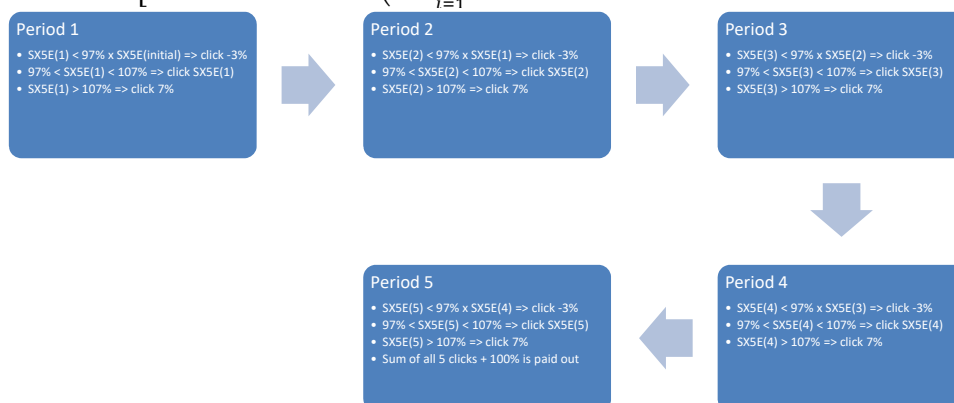 Period 1
• SX5E(1) < 97% x SX5E(initial) => click -3%
• 97% < SX5E(1) < 107% => click SX5E(1)
• SX5E(1) > 107% => click 7%
Period 2
• SX5E(2) < 97% x SX5E(1) => click -3%
• 97% < SX5E(2) < 107% => click SX5E(2)
• SX5E(2) > 107% => click 7%
Period 3
• SX5E(3) < 97% x SX5E(2) => click -3%
• 97% < SX5E(3) < 107% => click SX5E(3)
• SX5E(3) > 107% => click 7%
Period 5
• SX5E(5) < 97% x SX5E(4) => click -3%
• 97% < SX5E(5) < 107% => click SX5E(5)
• SX5E(5) > 107% => click 7%
• Sum of all 5 clicks + 100% is paid out
Period 4
• SX5E(4) < 97% x SX5E(3) => click -3%
• 97% < SX5E(4) < 107% => click SX5E(4)
• SX5E(4) > 107% => click 7%